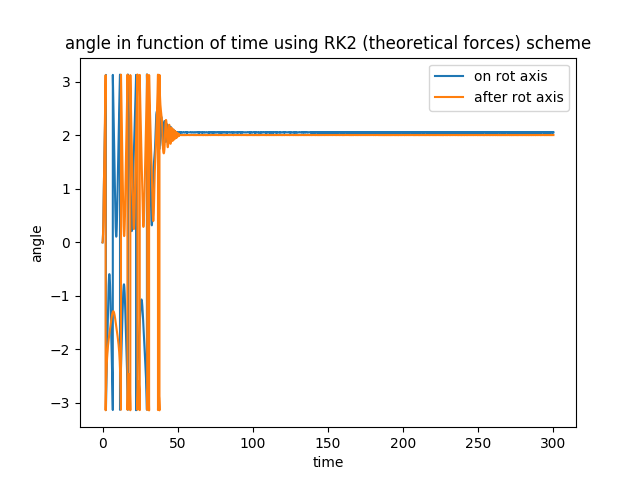 angle in function of time using RK2 (theoretical forces) scheme
on rot axis
after rot axis
angle
3
2
1
0
−1
−2
−3
0 50 100 150 200 250 300
time